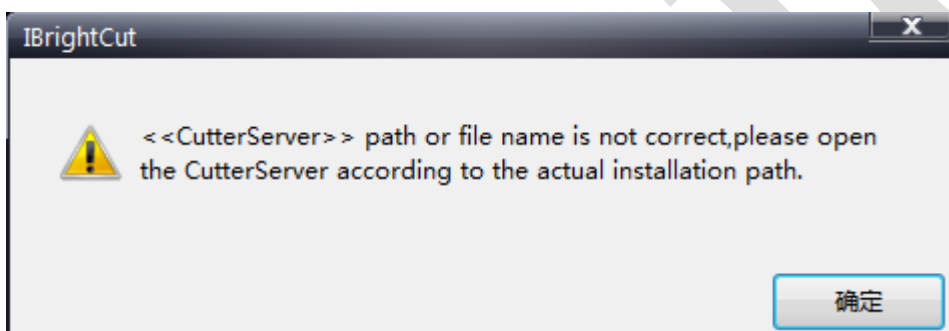 IBrightCut
<<CutterServer>> path or file name is not correct,please open
the CutterServer according to the actual installation path.
确定